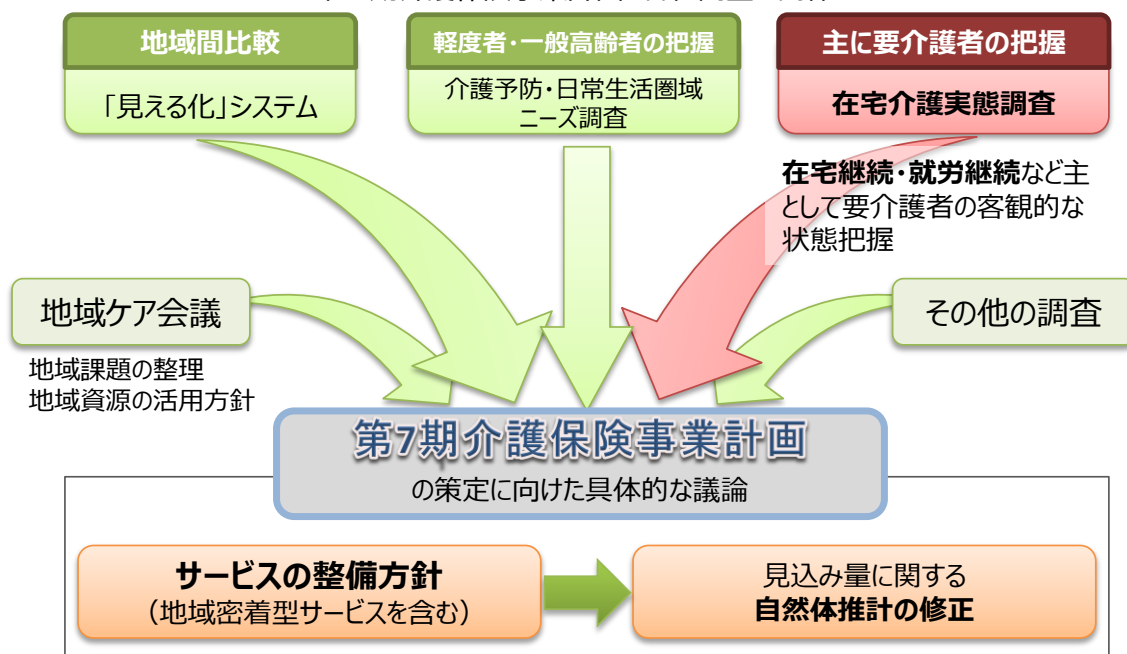 地域間比較
「見える化」システム
軽度者・一般高齢者の把握
介護予防・日常生活圏域
ニーズ調査
主に要介護者の把握
在宅介護実態調査
在宅継続・就労継続など主
として要介護者の客観的な
状態把握
地域ケア会議
地域課題の整理
地域資源の活用方針
その他の調査
第7期介護保険事業計画
の策定に向けた具体的な議論
サービスの整備方針
（地域密着型サービスを含む）
見込み量に関する
自然体推計の修正